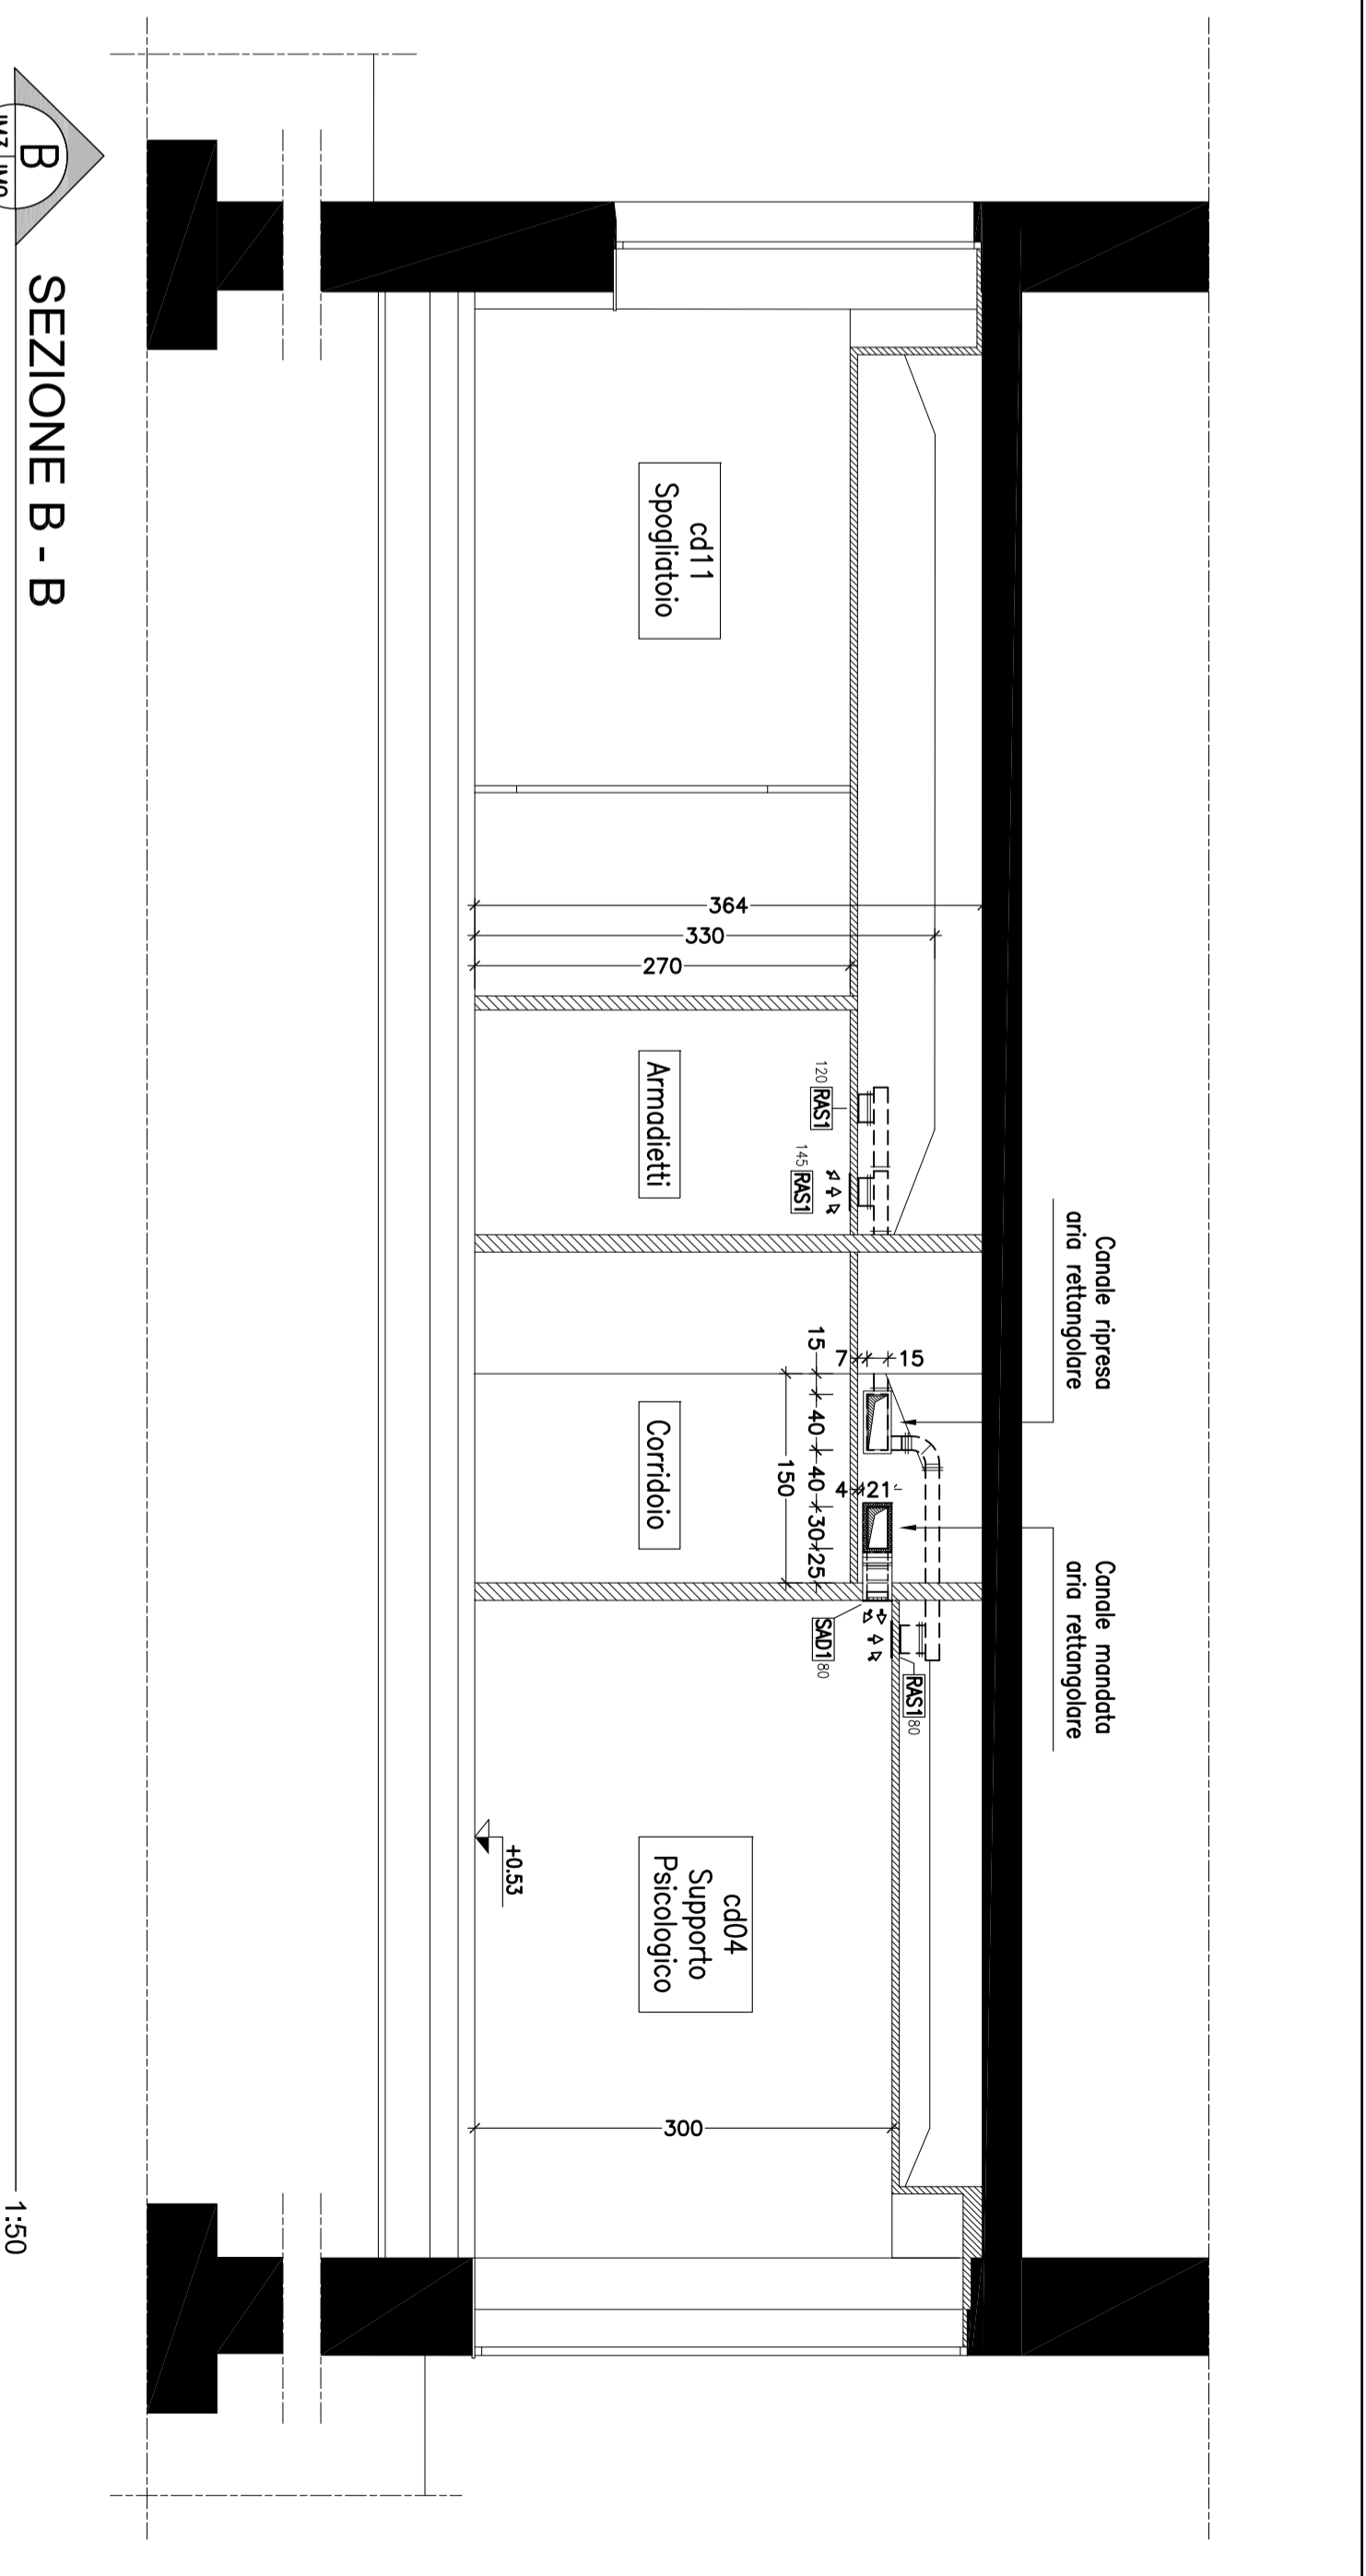 Canale ripresa
aria rettangolare
Canale mandata
aria rettangolare
364
330
270
cd11
Spogliatoio
Armadietti
120 RAS1
145 RAS1
15
7
15
40
40
30
25
150
4
21
Corridoio
SAD1 80
RAS1 80
cd04
Supporto
Psicologico
+0.53
300
B
SEZIONE B - B
1:50